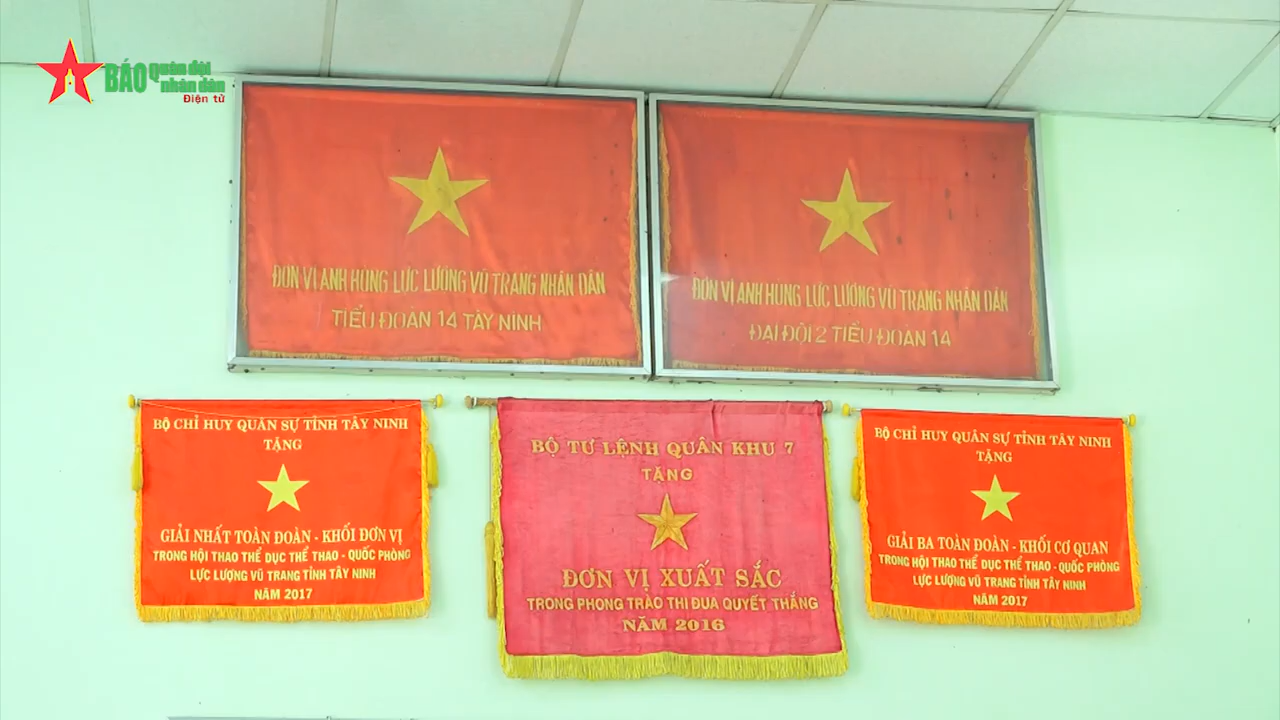 BÁO quân đội
nhân dân
Điện tử
ĐƠN VỊ ANH HÙNG LỰC LƯỢNG VŨ TRANG NHÂN DÂN
TIỂU ĐOÀN 14 TÂY NINH
ĐƠN VỊ ANH HÙNG LỰC LƯỢNG VŨ TRANG NHÂN DÂN
ĐẠI ĐỘI 2 TIỂU ĐOÀN 14
BỘ CHỈ HUY QUÂN SỰ TỈNH TÂY NINH
TẶNG
GIẢI NHẤT TOÀN ĐOÀN - KHỐI ĐƠN VỊ
TRONG HỘI THAO THỂ DỤC THỂ THAO - QUỐC PHÒNG
LỰC LƯỢNG VŨ TRANG TỈNH TÂY NINH
NĂM 2017
BỘ TƯ LỆNH QUÂN KHU 7
TẶNG
ĐƠN VỊ XUẤT SẮC
TRONG PHONG TRÀO THI ĐUA QUYẾT THẮNG
NĂM 2016
BỘ CHỈ HUY QUÂN SỰ TỈNH TÂY NINH
TẶNG
GIẢI BA TOÀN ĐOÀN - KHỐI CƠ QUAN
TRONG HỘI THAO THỂ DỤC THỂ THAO - QUỐC PHÒNG
LỰC LƯỢNG VŨ TRANG TỈNH TÂY NINH
NĂM 2017